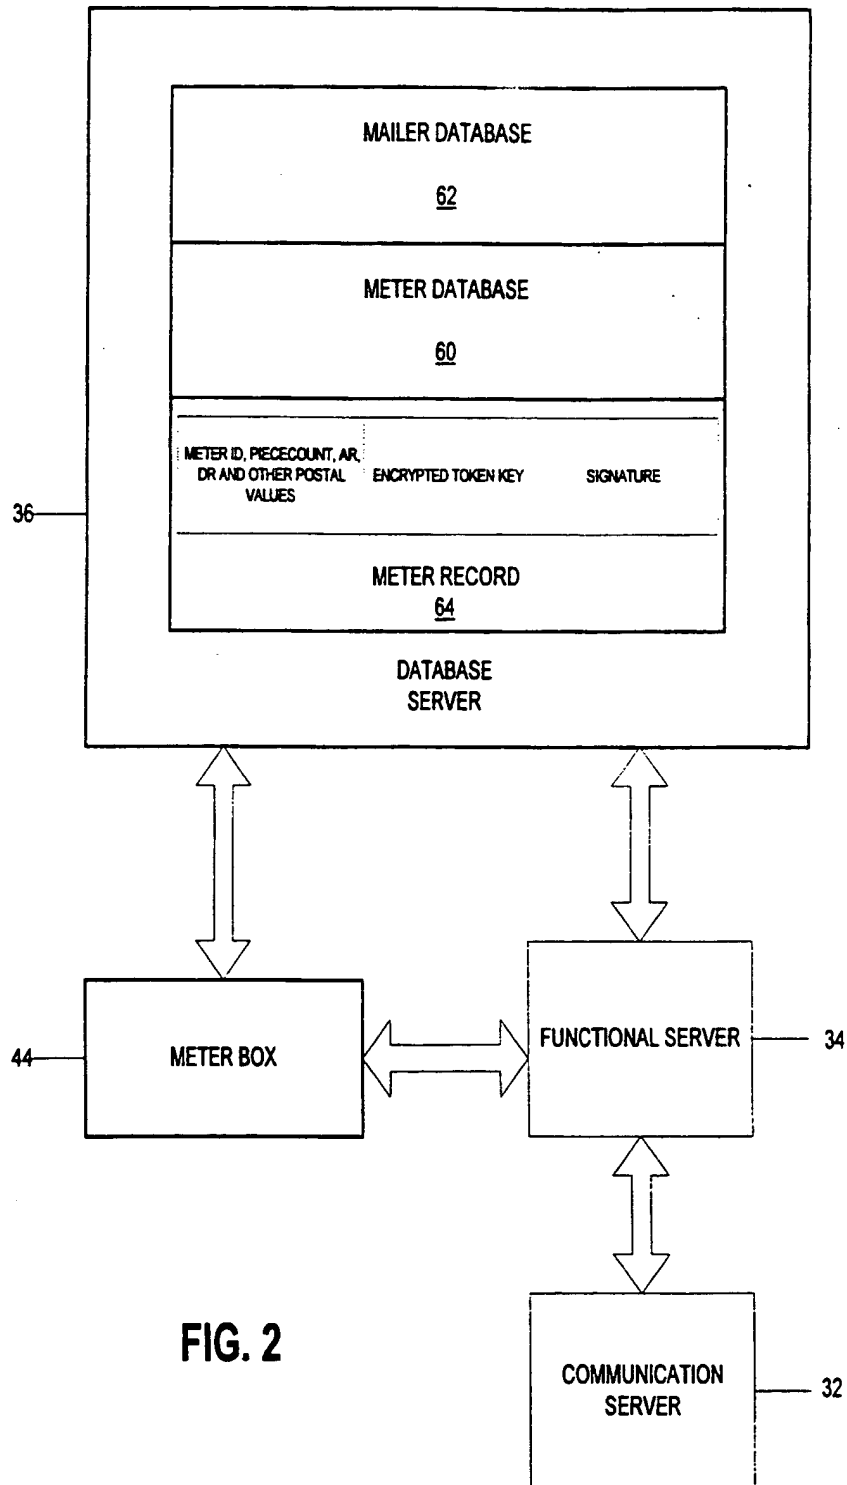 MAILER DATABASE
62
METER DATABASE
60
METER ID, PIECECOUNT, AR,
DR AND OTHER POSTAL
VALUES
ENCRYPTED TOKEN KEY
SIGNATURE
METER RECORD
64
DATABASE
SERVER
36
METER BOX
44
FUNCTIONAL SERVER
34
COMMUNICATION
SERVER
32
FIG. 2